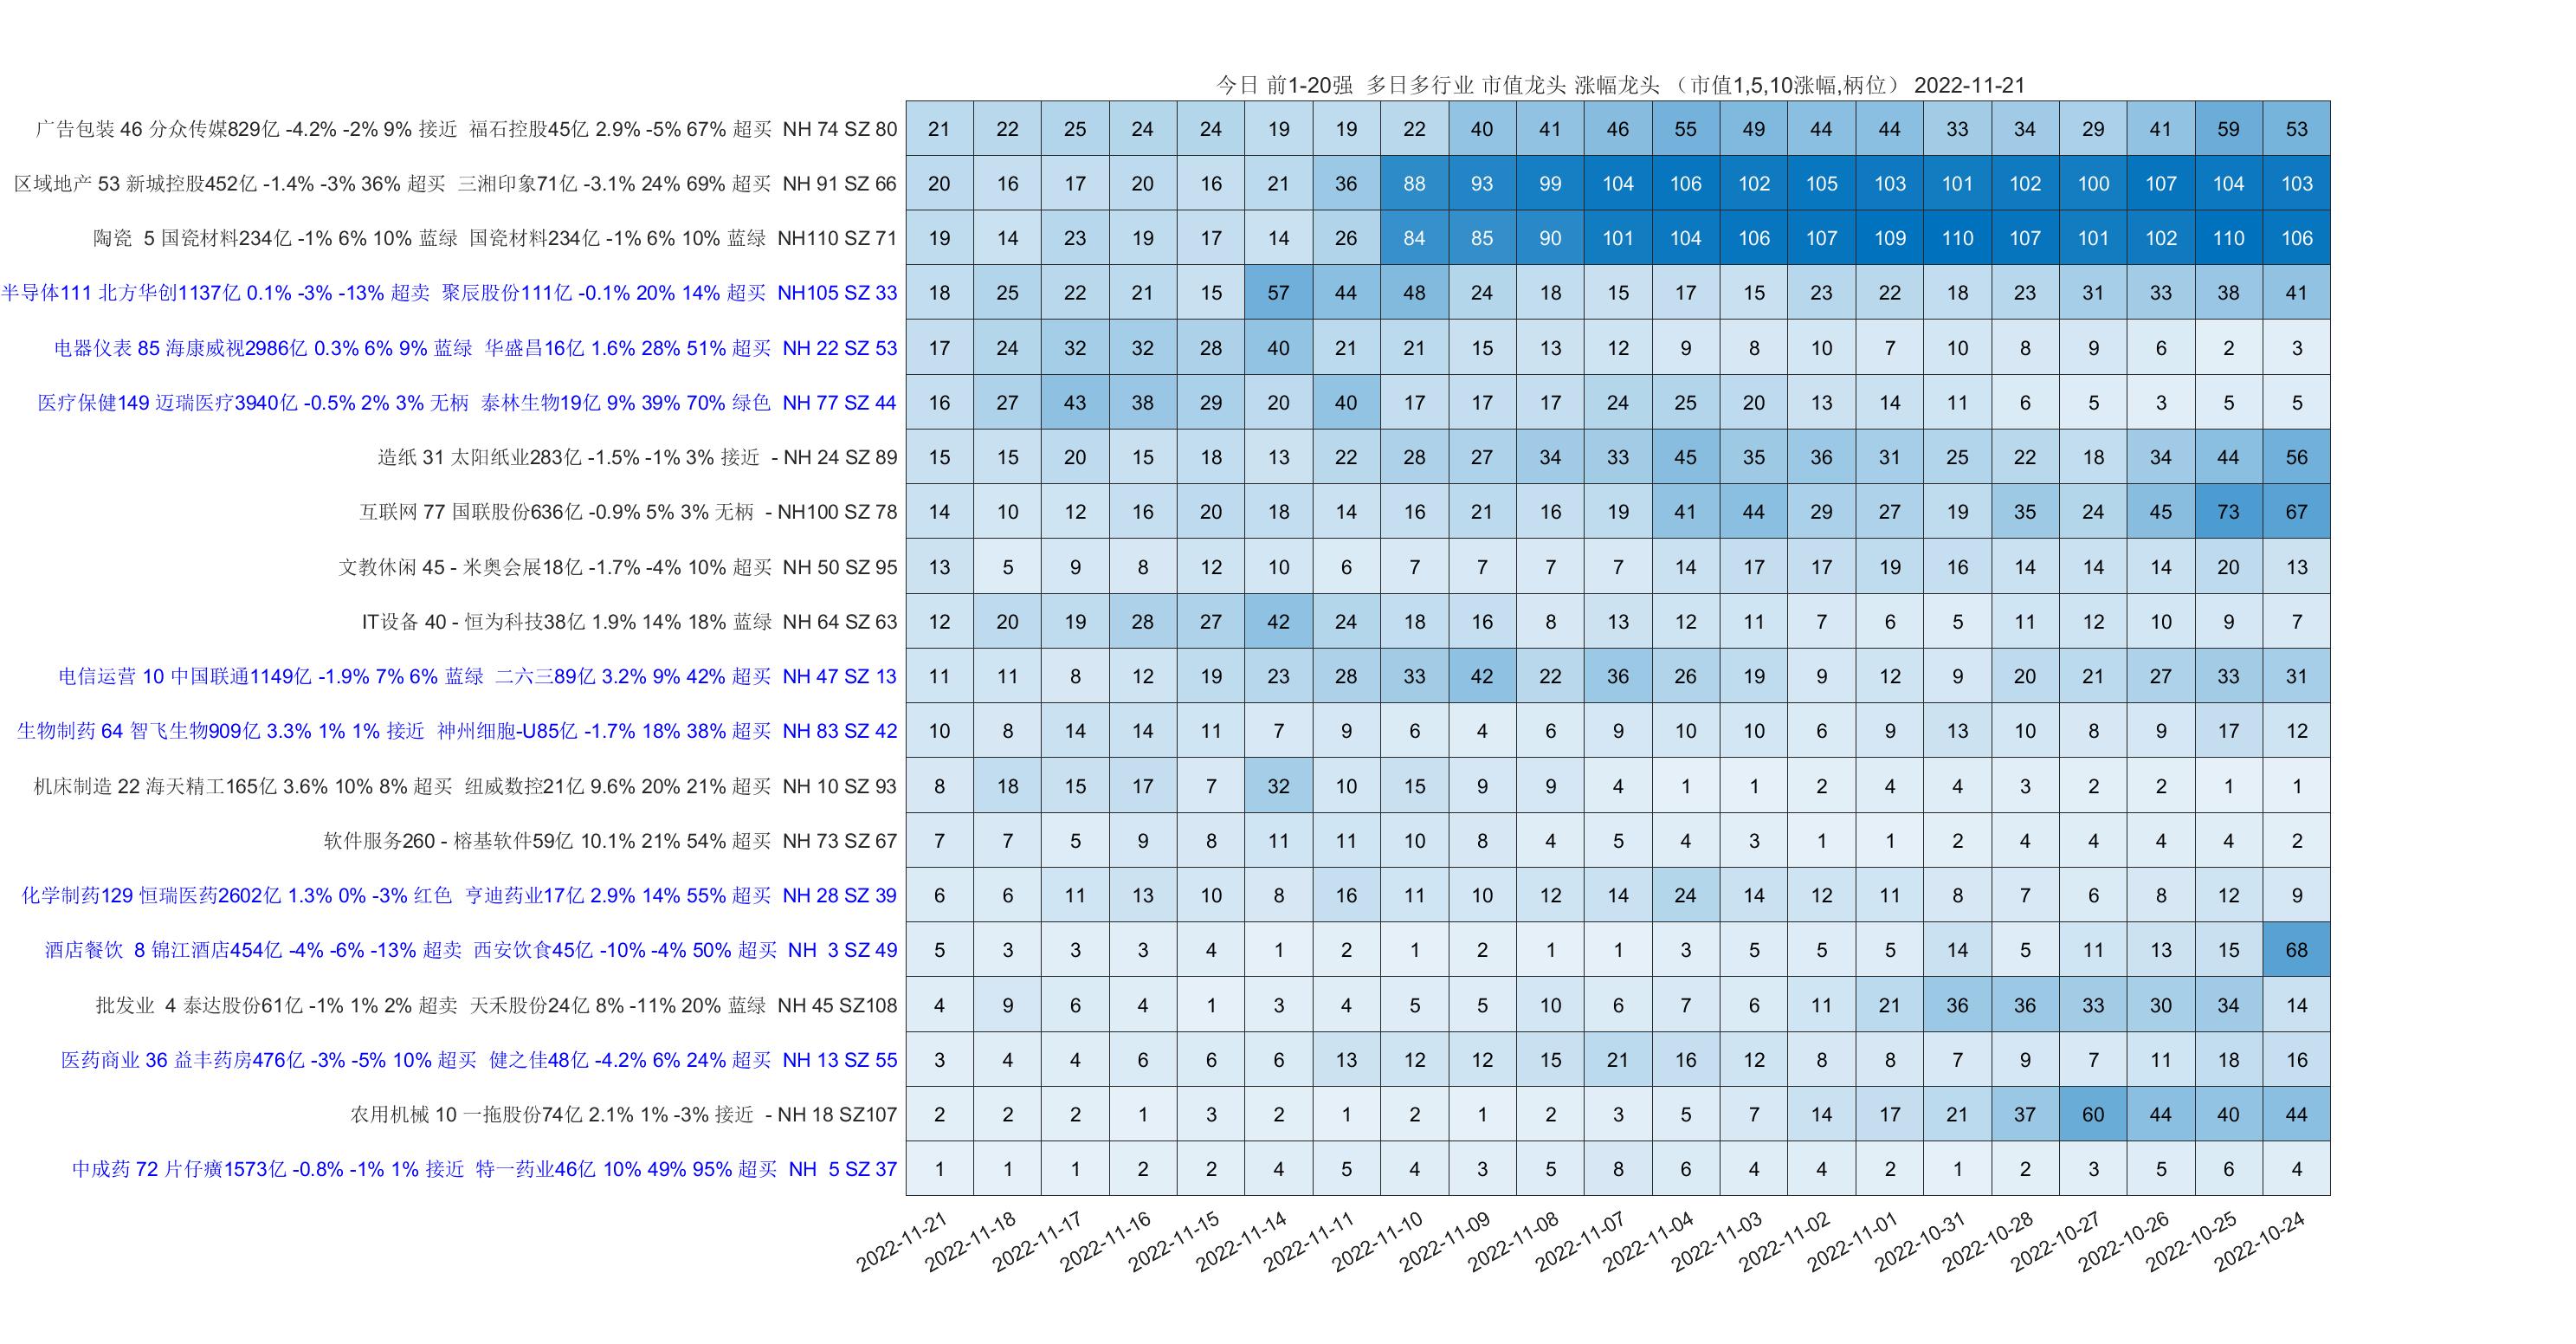 今日 前1-20强 多日多行业 市值龙头 涨幅龙头 （市值1,5,10涨幅,柄位） 2022-11-21
广告包装 46 分众传媒829亿 -4.2% -2% 9% 接近 福石控股45亿 2.9% -5% 67% 超买 NH 74 SZ 80 21 22 25 24 24 19 19 22 40 41 46 55 49 44 44 33 34 29 41 59 53
区域地产 53 新城控股452亿 -1.4% -3% 36% 超买 三湘印象71亿 -3.1% 24% 69% 超买 NH 91 SZ 66 20 16 17 20 16 21 36 88 93 99 104 106 102 105 103 101 102 100 107 104 103
陶瓷 5 国瓷材料234亿 -1% 6% 10% 蓝绿 国瓷材料234亿 -1% 6% 10% 蓝绿 NH110 SZ 71 19 14 23 19 17 14 26 84 85 90 101 104 106 107 109 110 107 101 102 110 106
半导体111 北方华创1137亿 0.1% -3% -13% 超卖 聚辰股份111亿 -0.1% 20% 14% 超买 NH105 SZ 33 18 25 22 21 15 57 44 48 24 18 15 17 15 23 22 18 23 31 33 38 41
电器仪表 85 海康威视2986亿 0.3% 6% 9% 蓝绿 华盛昌16亿 1.6% 28% 51% 超买 NH 22 SZ 53 17 24 32 32 28 40 21 21 15 13 12 9 8 10 7 10 8 9 6 2 3
医疗保健149 迈瑞医疗3940亿 -0.5% 2% 3% 无柄 泰林生物19亿 9% 39% 70% 绿色 NH 77 SZ 44 16 27 43 38 29 20 40 17 17 17 24 25 20 13 14 11 6 5 3 5 5
造纸 31 太阳纸业283亿 -1.5% -1% 3% 接近 - NH 24 SZ 89 15 15 20 15 18 13 22 28 27 34 33 45 35 36 31 25 22 18 34 44 56
互联网 77 国联股份636亿 -0.9% 5% 3% 无柄 - NH100 SZ 78 14 10 12 16 20 18 14 16 21 16 19 41 44 29 27 19 35 24 45 73 67
文教休闲 45 - 米奥会展18亿 -1.7% -4% 10% 超买 NH 50 SZ 95 13 5 9 8 12 10 6 7 7 7 7 14 17 17 19 16 14 14 14 20 13
IT设备 40 - 恒为科技38亿 1.9% 14% 18% 蓝绿 NH 64 SZ 63 12 20 19 28 27 42 24 18 16 8 13 12 11 7 6 5 11 12 10 9 7
电信运营 10 中国联通1149亿 -1.9% 7% 6% 蓝绿 二六三89亿 3.2% 9% 42% 超买 NH 47 SZ 13 11 11 8 12 19 23 28 33 42 22 36 26 19 9 12 9 20 21 27 33 31
生物制药 64 智飞生物909亿 3.3% 1% 1% 接近 神州细胞-U85亿 -1.7% 18% 38% 超买 NH 83 SZ 42 10 8 14 14 11 7 9 6 4 6 9 10 10 6 9 13 10 8 9 17 12
机床制造 22 海天精工165亿 3.6% 10% 8% 超买 纽威数控21亿 9.6% 20% 21% 超买 NH 10 SZ 93 8 18 15 17 7 32 10 15 9 9 4 1 1 2 4 4 3 2 2 1 1
软件服务260 - 榕基软件59亿 10.1% 21% 54% 超买 NH 73 SZ 67 7 7 5 9 8 11 11 10 8 4 5 4 3 1 1 2 4 4 4 4 2
化学制药129 恒瑞医药2602亿 1.3% 0% -3% 红色 亨迪药业17亿 2.9% 14% 55% 超买 NH 28 SZ 39 6 6 11 13 10 8 16 11 10 12 14 24 14 12 11 8 7 6 8 12 9
酒店餐饮 8 锦江酒店454亿 -4% -6% -13% 超卖 西安饮食45亿 -10% -4% 50% 超买 NH 3 SZ 49 5 3 3 3 4 1 2 1 2 1 1 3 5 5 5 14 5 11 13 15 68
批发业 4 泰达股份61亿 -1% 1% 2% 超卖 天禾股份24亿 8% -11% 20% 蓝绿 NH 45 SZ108 4 9 6 4 1 3 4 5 5 10 6 7 6 11 21 36 36 33 30 34 14
医药商业 36 益丰药房476亿 -3% -5% 10% 超买 健之佳48亿 -4.2% 6% 24% 超买 NH 13 SZ 55 3 4 4 6 6 6 13 12 12 15 21 16 12 8 8 7 9 7 11 18 16
农用机械 10 一拖股份74亿 2.1% 1% -3% 接近 - NH 18 SZ107 2 2 2 1 3 2 1 2 1 2 3 5 7 14 17 21 37 60 44 40 44
中成药 72 片仔癀1573亿 -0.8% -1% 1% 接近 特一药业46亿 10% 49% 95% 超买 NH 5 SZ 37 1 1 1 2 2 4 5 4 3 5 8 6 4 4 2 1 2 3 5 6 4
2022-11-21 2022-11-18 2022-11-17 2022-11-16 2022-11-15 2022-11-14 2022-11-11 2022-11-10 2022-11-09 2022-11-08 2022-11-07 2022-11-04 2022-11-03 2022-11-02 2022-11-01 2022-10-31 2022-10-28 2022-10-27 2022-10-26 2022-10-25 2022-10-24